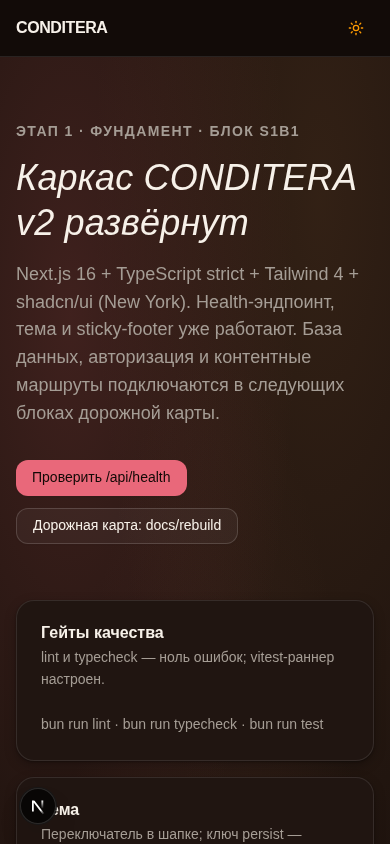 CONDITERA
ЭТАП 1 · ФУНДАМЕНТ · БЛОК S1B1
Каркас CONDITERA
v2 развёрнут
Next.js 16 + TypeScript strict + Tailwind 4 +
shadcn/ui (New York). Health-эндпоинт,
тема и sticky-footer уже работают. База
данных, авторизация и контентные
маршруты подключаются в следующих
блоках дорожной карты.
Проверить /api/health
Дорожная карта: docs/rebuild
Гейты качества
lint и typecheck — ноль ошибок; vitest-раннер
настроен.
bun run lint · bun run typecheck · bun run test
ема
Переключатель в шапке; ключ persist —